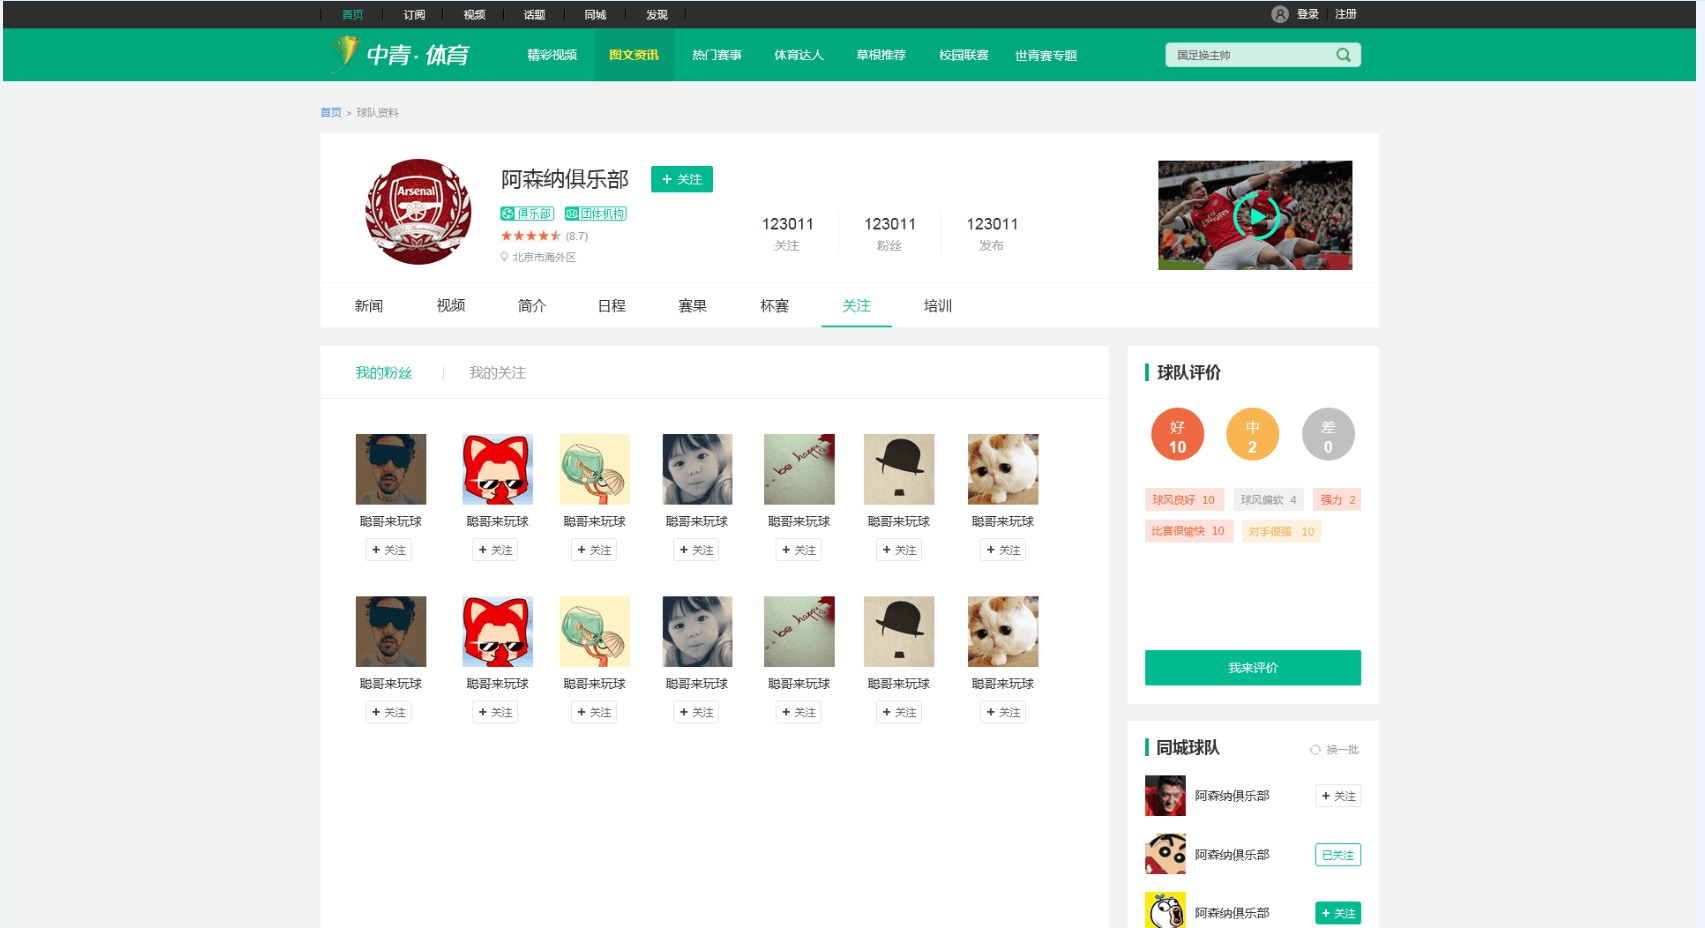 首页 订阅 视频 话题 同城 发现 登录 注册
中青·体育 精彩视频 图文资讯 热门赛事 体育达人 草根推荐 校园联赛 世青赛专题 国足换主帅
首页 > 球队资料
Arsenal
阿森纳俱乐部 + 关注
俱乐部 团体机构
(8.7)
北京市海外区
123011 123011 123011
关注 粉丝 发布
新闻 视频 简介 日程 赛果 杯赛 关注 培训
我的粉丝 我的关注
be happy
聪哥来玩球 聪哥来玩球 聪哥来玩球 聪哥来玩球 聪哥来玩球 聪哥来玩球 聪哥来玩球
+ 关注 + 关注 + 关注 + 关注 + 关注 + 关注 + 关注
be happy
聪哥来玩球 聪哥来玩球 聪哥来玩球 聪哥来玩球 聪哥来玩球 聪哥来玩球 聪哥来玩球
+ 关注 + 关注 + 关注 + 关注 + 关注 + 关注 + 关注
球队评价
好 中 差
10 2 0
球风良好 10 球风偏软 4 强力 2
比赛很愉快 10 对手很强 10
我来评价
同城球队 换一批
阿森纳俱乐部 + 关注
阿森纳俱乐部 已关注
阿森纳俱乐部 + 关注